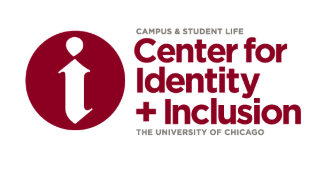 CAMPUS & STUDENT LIFE
i
Center for
Identity
+ Inclusion
THE UNIVERSITY OF CHICAGO